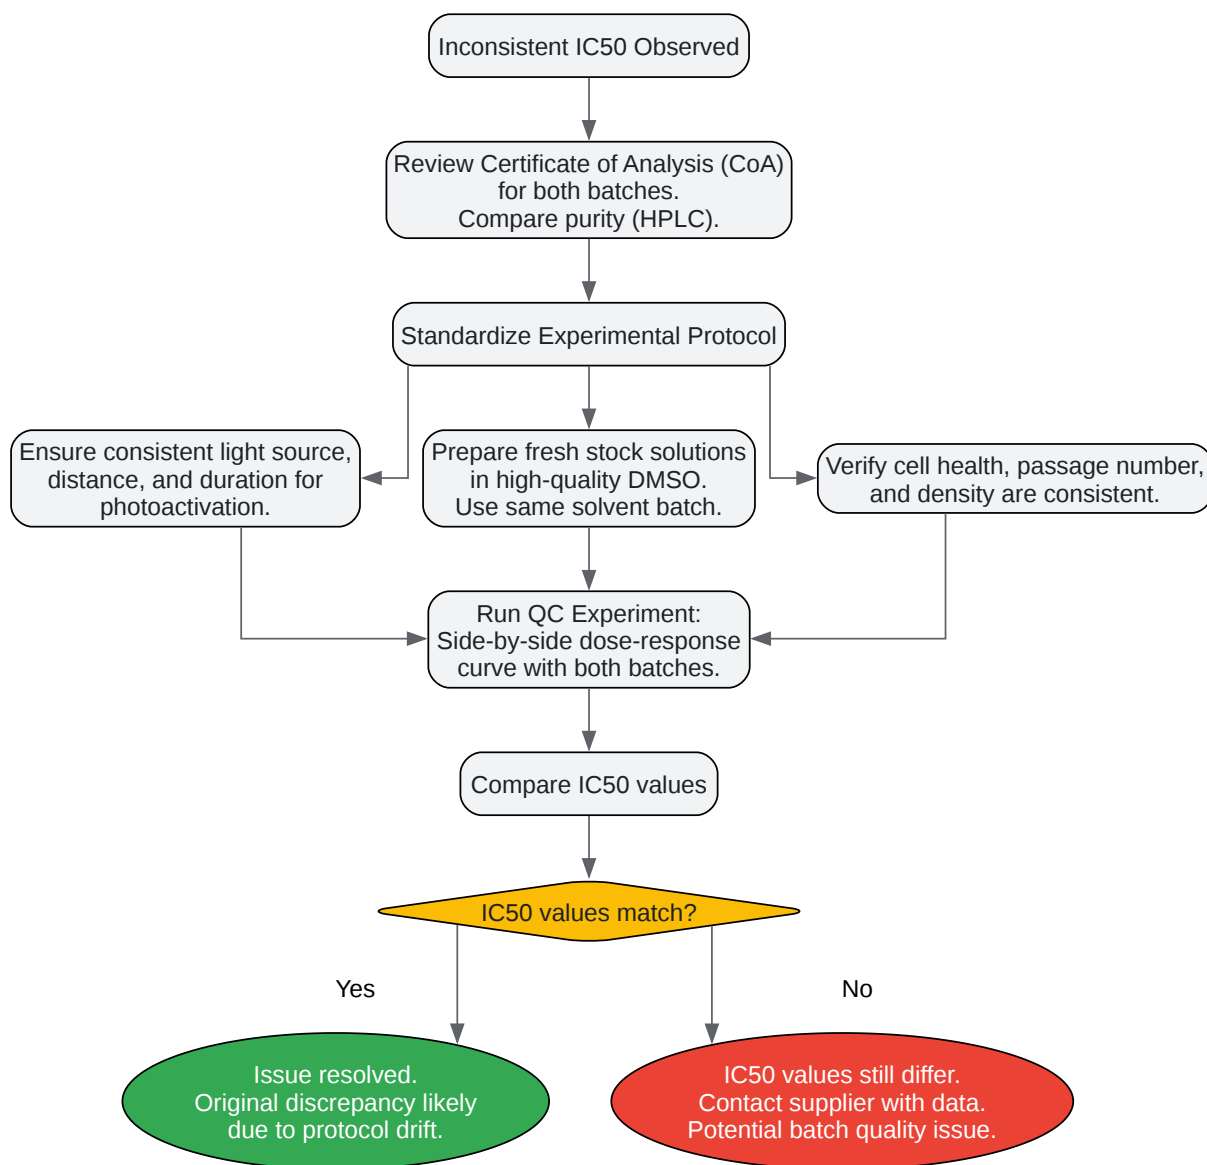 Inconsistent IC50 Observed
Review Certificate of Analysis (CoA)
for both batches.
Compare purity (HPLC).
Standardize Experimental Protocol
Ensure consistent light source,
distance, and duration for
photoactivation.
Prepare fresh stock solutions
in high-quality DMSO.
Use same solvent batch.
Verify cell health, passage number,
and density are consistent.
Run QC Experiment:
Side-by-side dose-response
curve with both batches.
Compare IC50 values
IC50 values match?
Yes
No
Issue resolved.
Original discrepancy likely
due to protocol drift.
IC50 values still differ.
Contact supplier with data.
Potential batch quality issue.